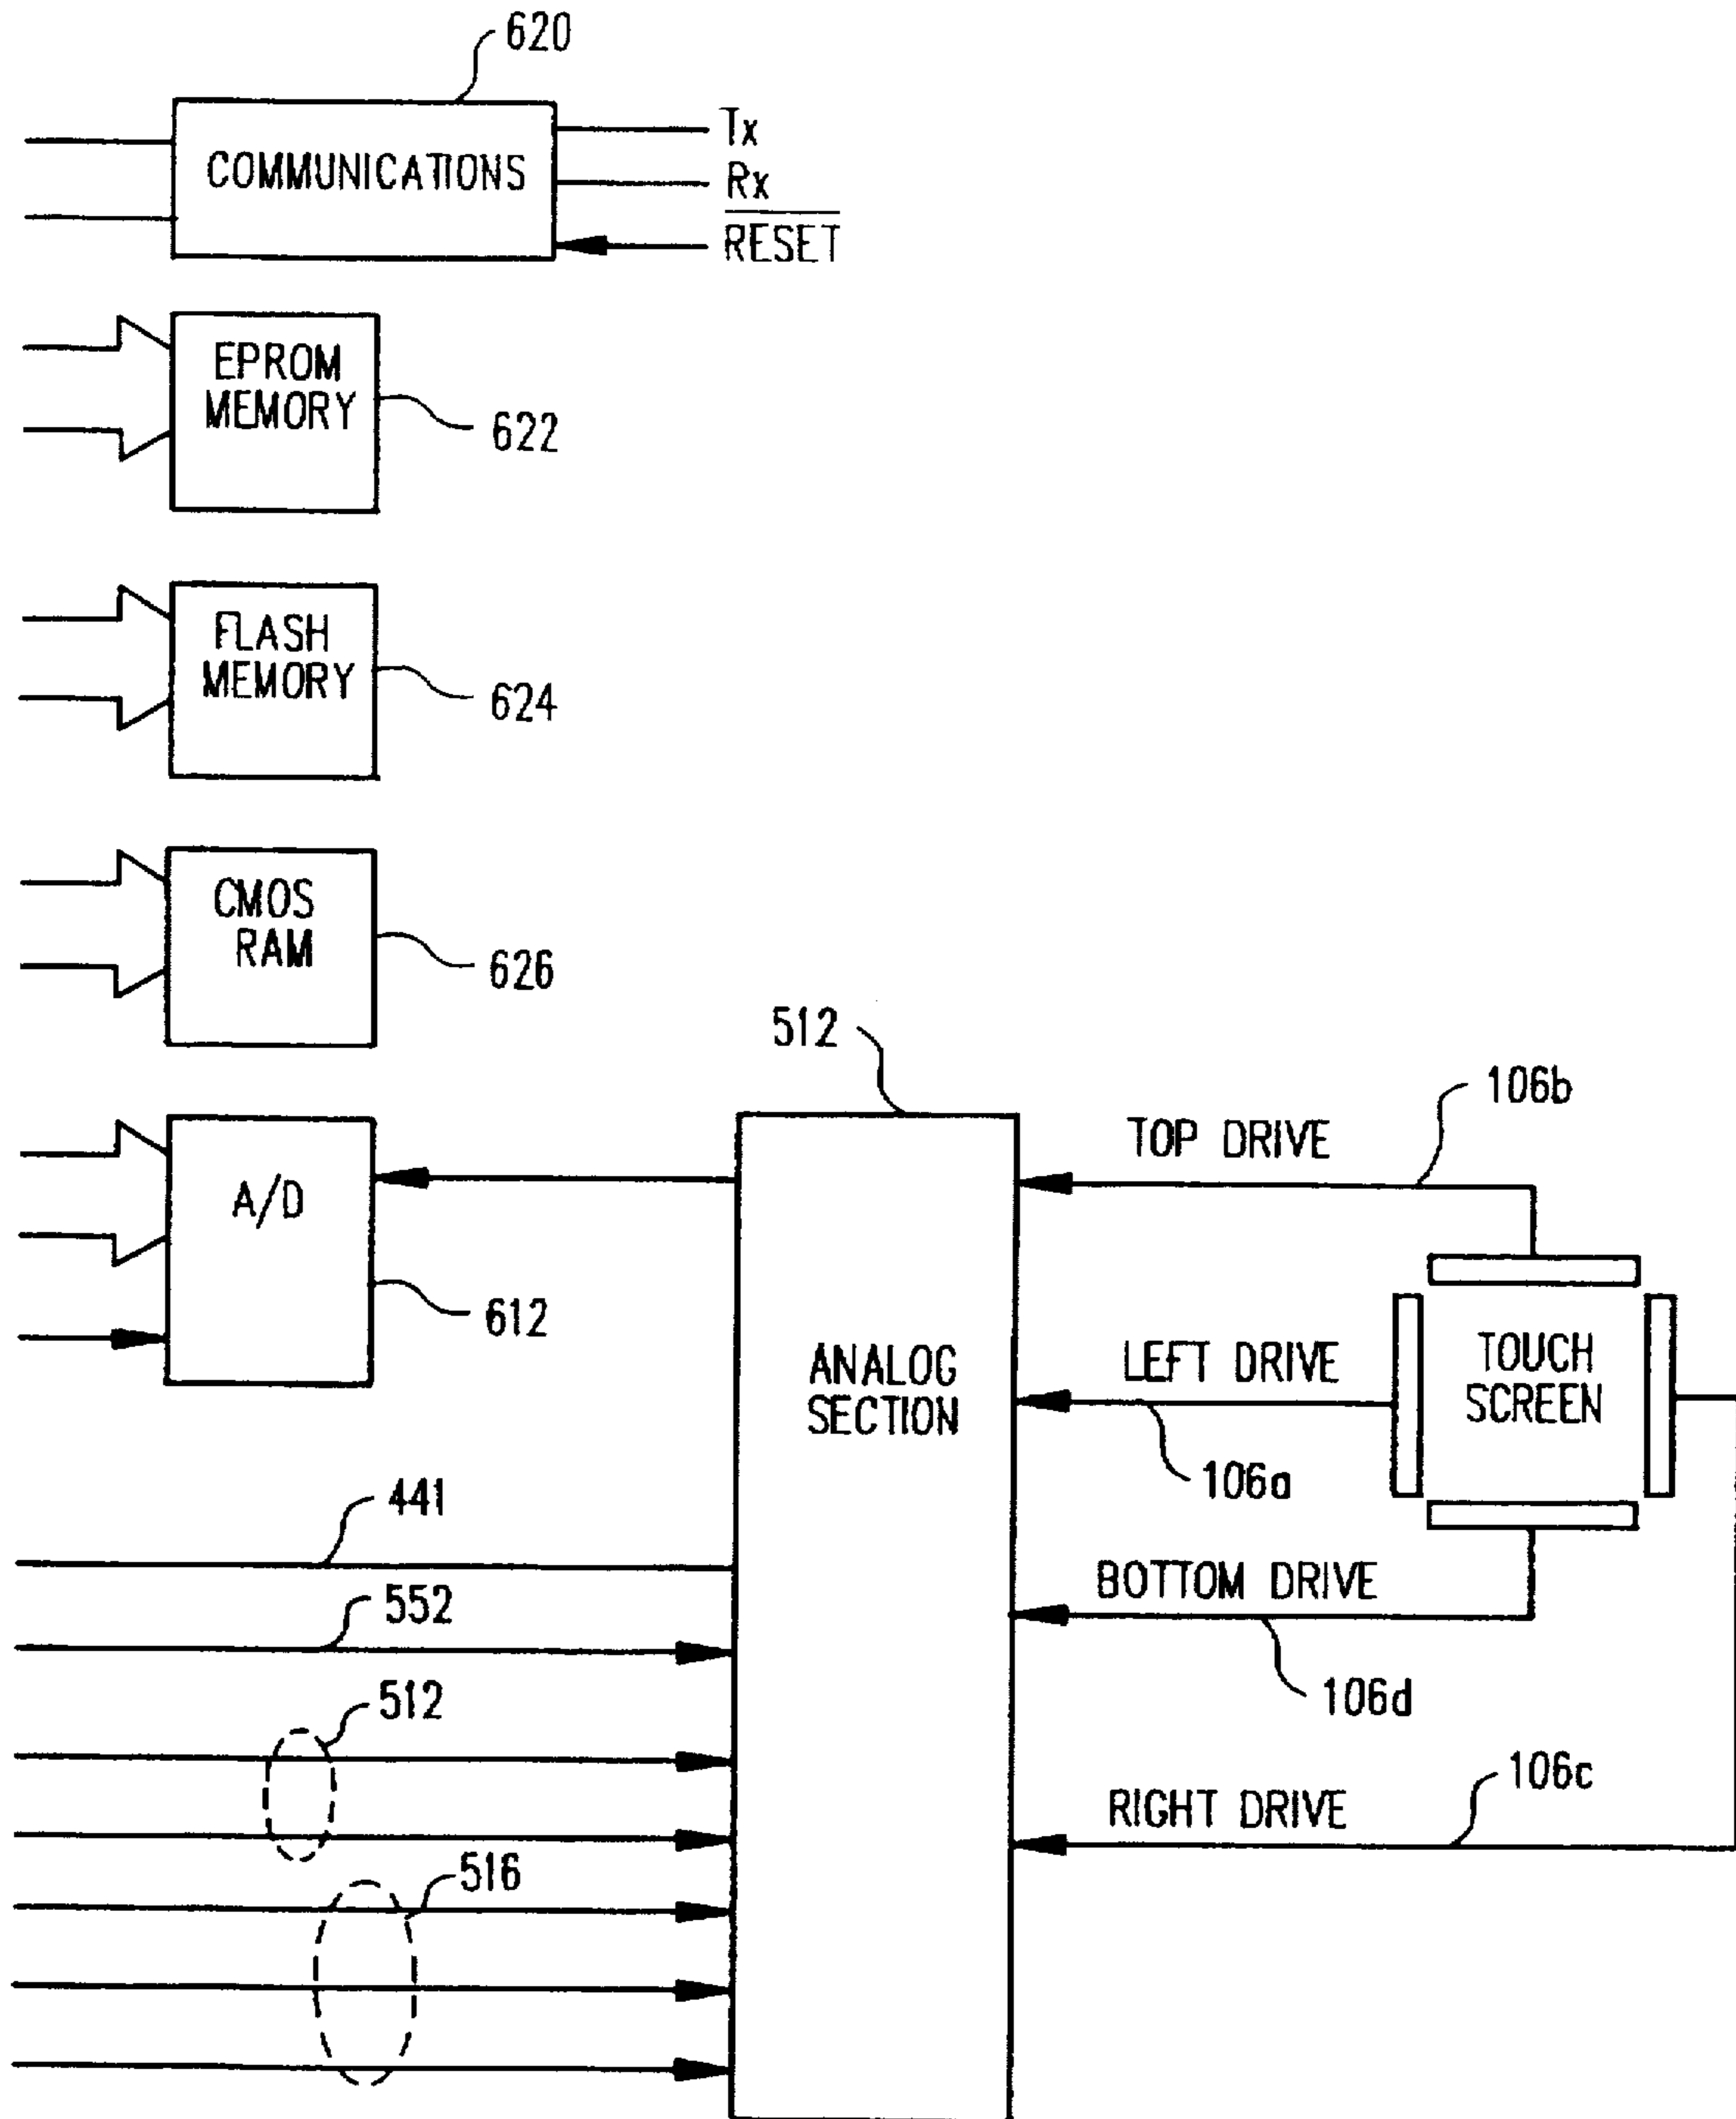 620
COMMUNICATIONS
Tx
Rx
RESET
EPROM
MEMORY
622
FLASH
MEMORY
624
CMOS
RAM
626
512
106b
TOP DRIVE
A/D
612
ANALOG
SECTION
LEFT DRIVE
TOUCH
SCREEN
106a
441
BOTTOM DRIVE
552
106d
512
RIGHT DRIVE
106c
516